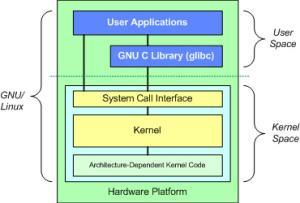 User Applications
GNU C Library (glibc)
User
Space
GNU/
Linux
System Call Interface
Kernel
Architecture-Dependent Kernel Code
Kernel
Space
Hardware Platform